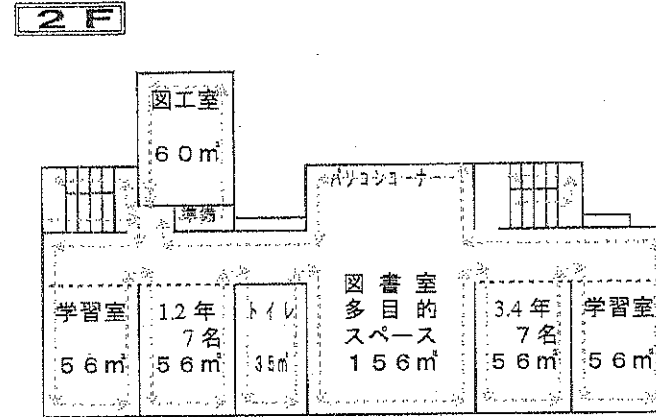 2F
図工室
60㎡
準備
パソコンコーナー
学習室
56㎡
1.2年
7名
56㎡
トイレ
35㎡
図書室
多目的
スペース
156㎡
3.4年
7名
56㎡
学習室
56㎡